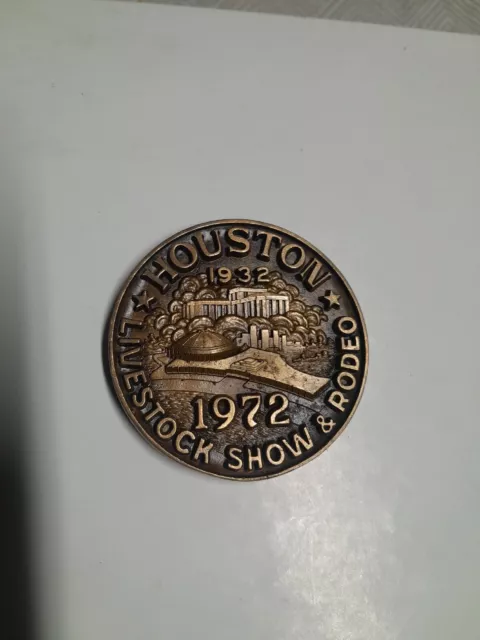 HOUSTON
1932
1972
LIVESTOCK SHOW & RODEO